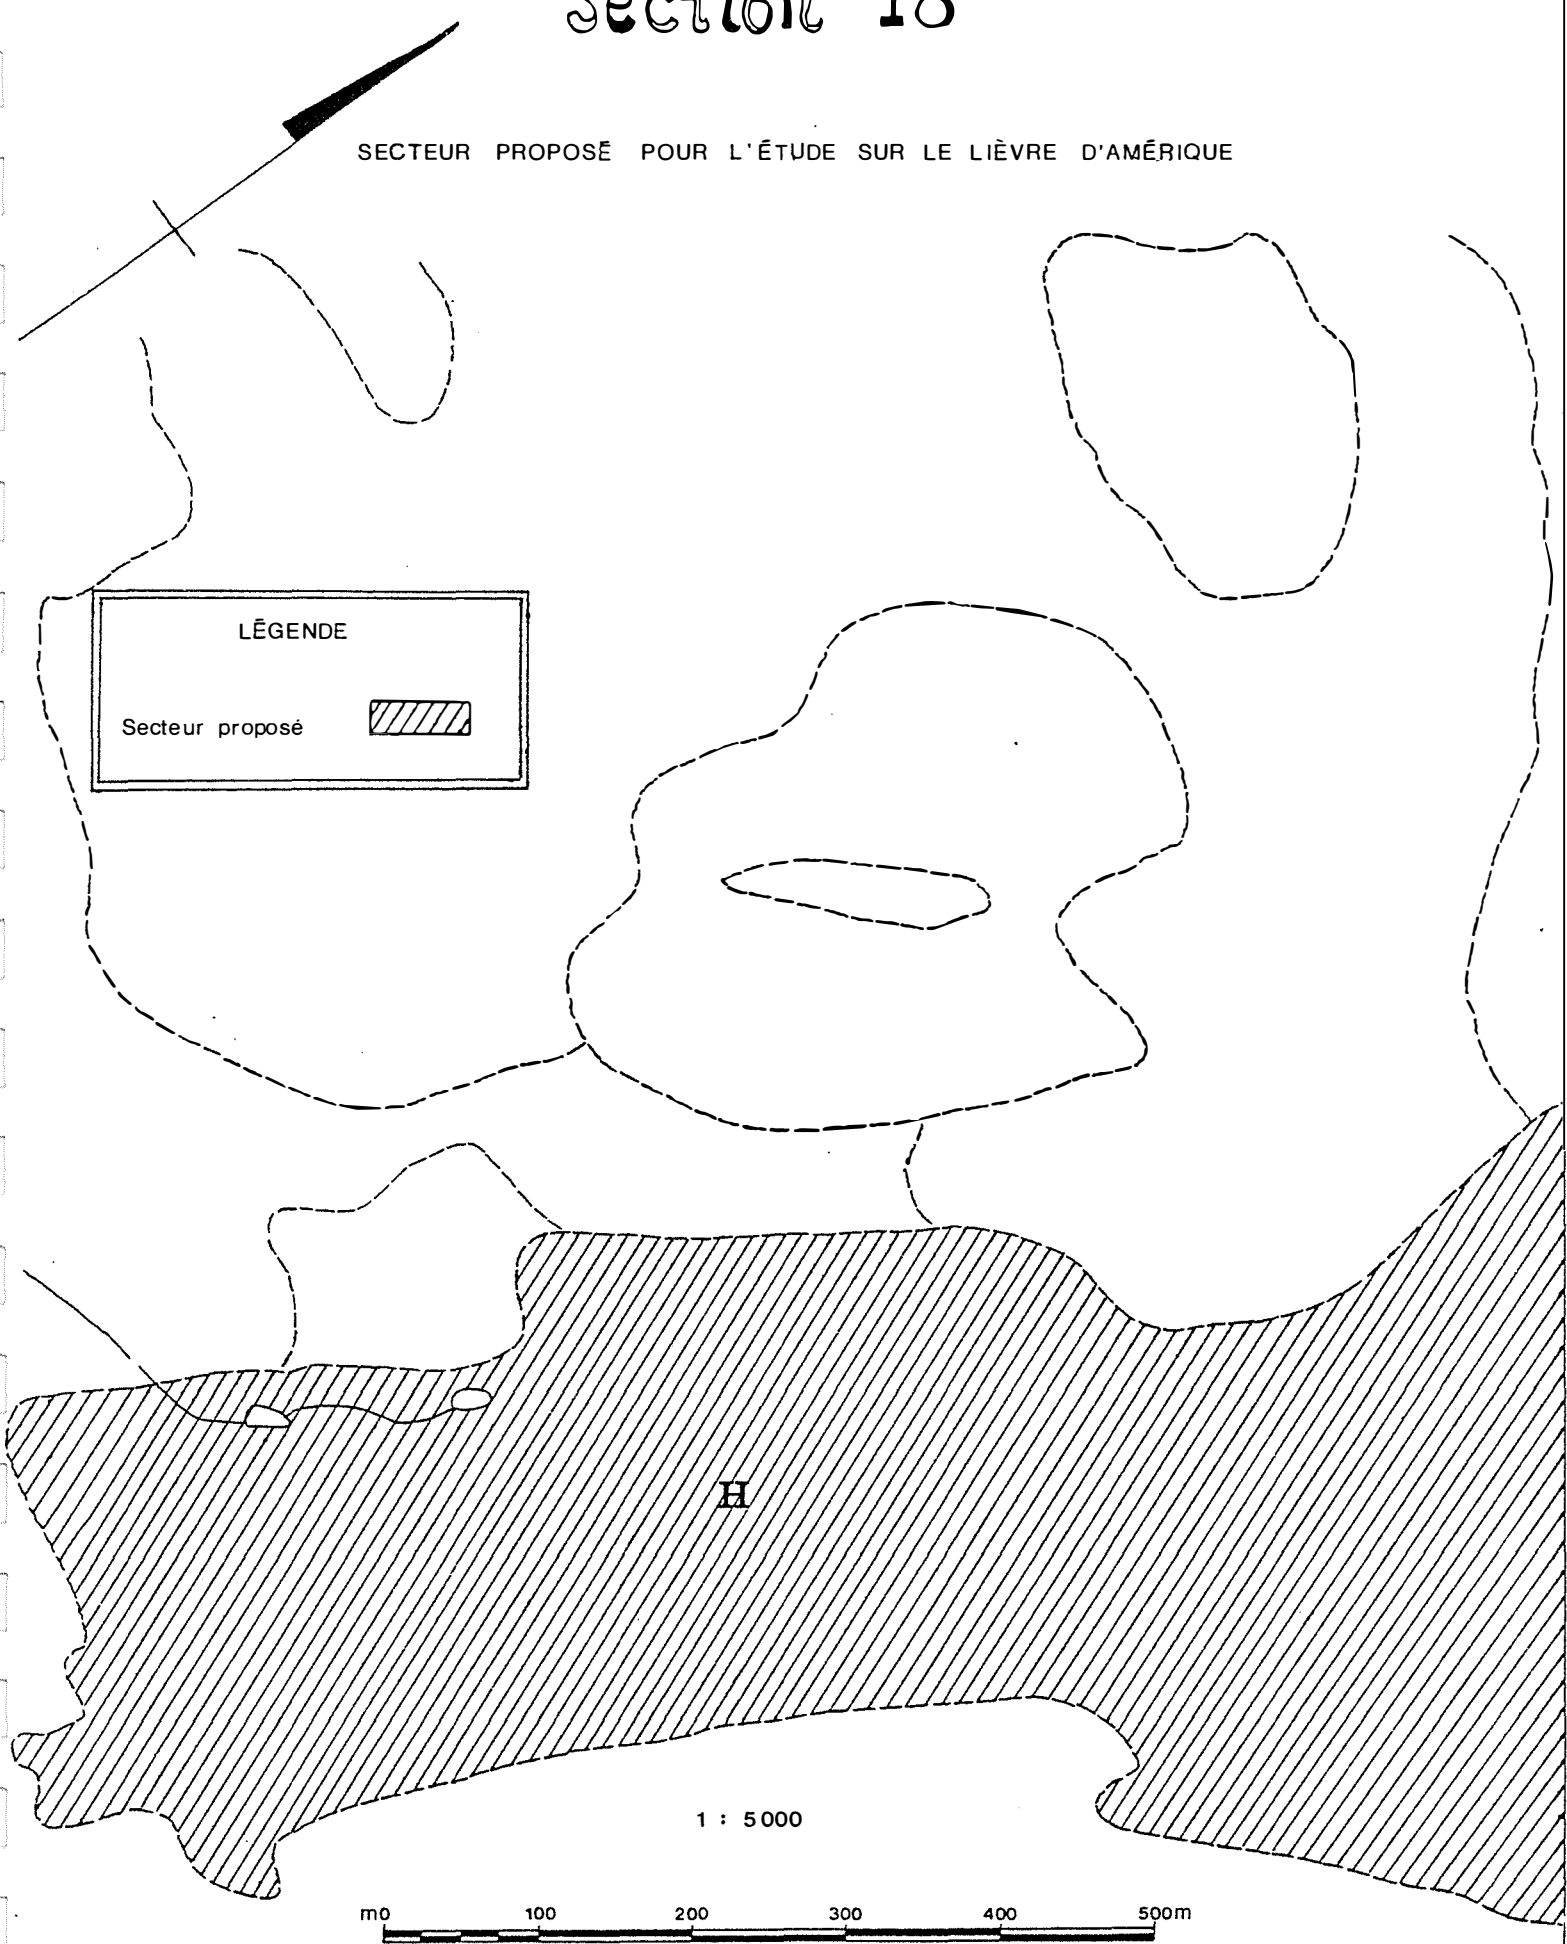 Section 18
SECTEUR PROPOSÉ POUR L'ÉTUDE SUR LE LIÈVRE D'AMÉRIQUE
LÉGENDE
Secteur proposé
H
1 : 5000
m0 100 200 300 400 500m